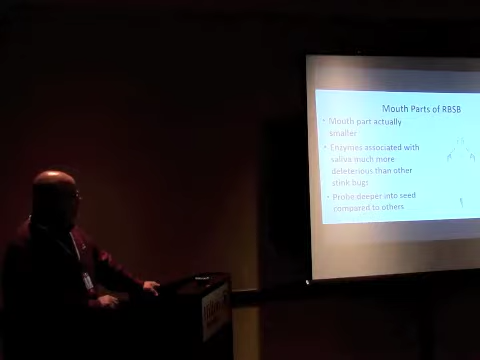 Mouth Parts of RBSB
• Mouth part actually
smaller
• Enzymes associated with
saliva much more
deleterious than other
stink bugs
• Probe deeper into seed
compared to others